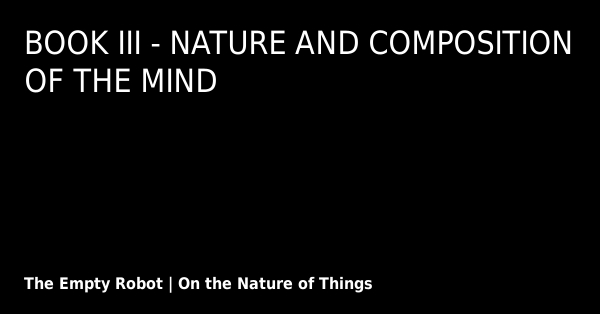 BOOK III - NATURE AND COMPOSITION
OF THE MIND
The Empty Robot | On the Nature of Things